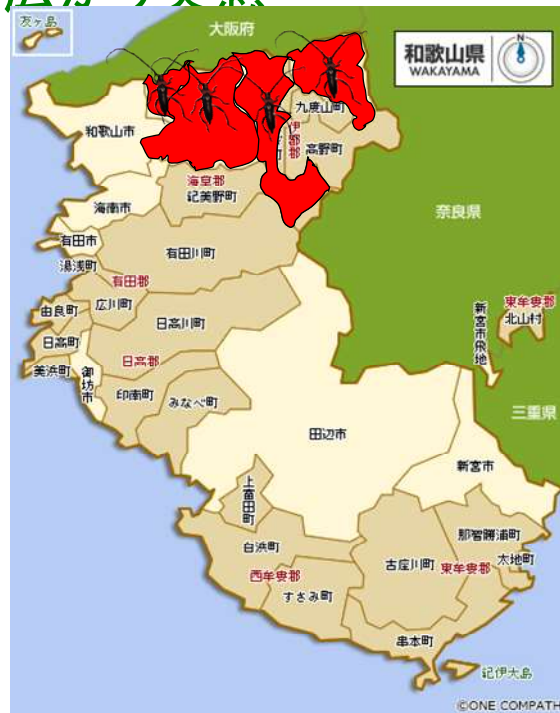 友ヶ島
大阪府
和歌山県
WAKAYAMA
九度山町
伊都郡
高野町
和歌山市
海草郡
紀美野町
海南市
奈良県
有田市
有田川町
湯浅町
有田郡
広川町
由良町
日高川町
東牟婁郡
北山村
新宮市飛地
日高町
日高郡
美浜町
御坊市
印南町
みなべ町
三重県
田辺市
新宮市
上富田町
那智勝浦町
白浜町
古座川町
太地町
西牟婁郡
東牟婁郡
すさみ町
串本町
紀伊大島
©ONE COMPATH